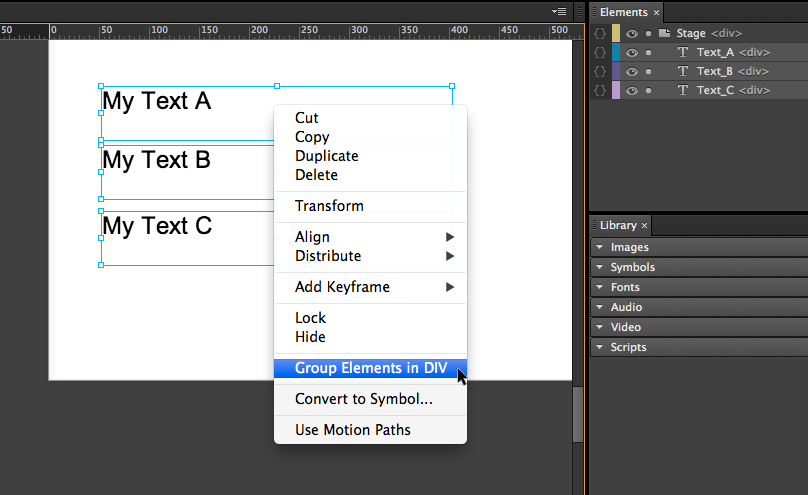 50 0 50 100 150 200 250 300 350 400 450 500
My Text A
My Text B
My Text C
Cut
Copy
Duplicate
Delete
Transform
Align
Distribute
Add Keyframe
Lock
Hide
Group Elements in DIV
Convert to Symbol...
Use Motion Paths
Elements ×
{} Stage <div>
{} T Text_A <div>
{} T Text_B <div>
{} T Text_C <div>
Library ×
Images
Symbols
Fonts
Audio
Video
Scripts